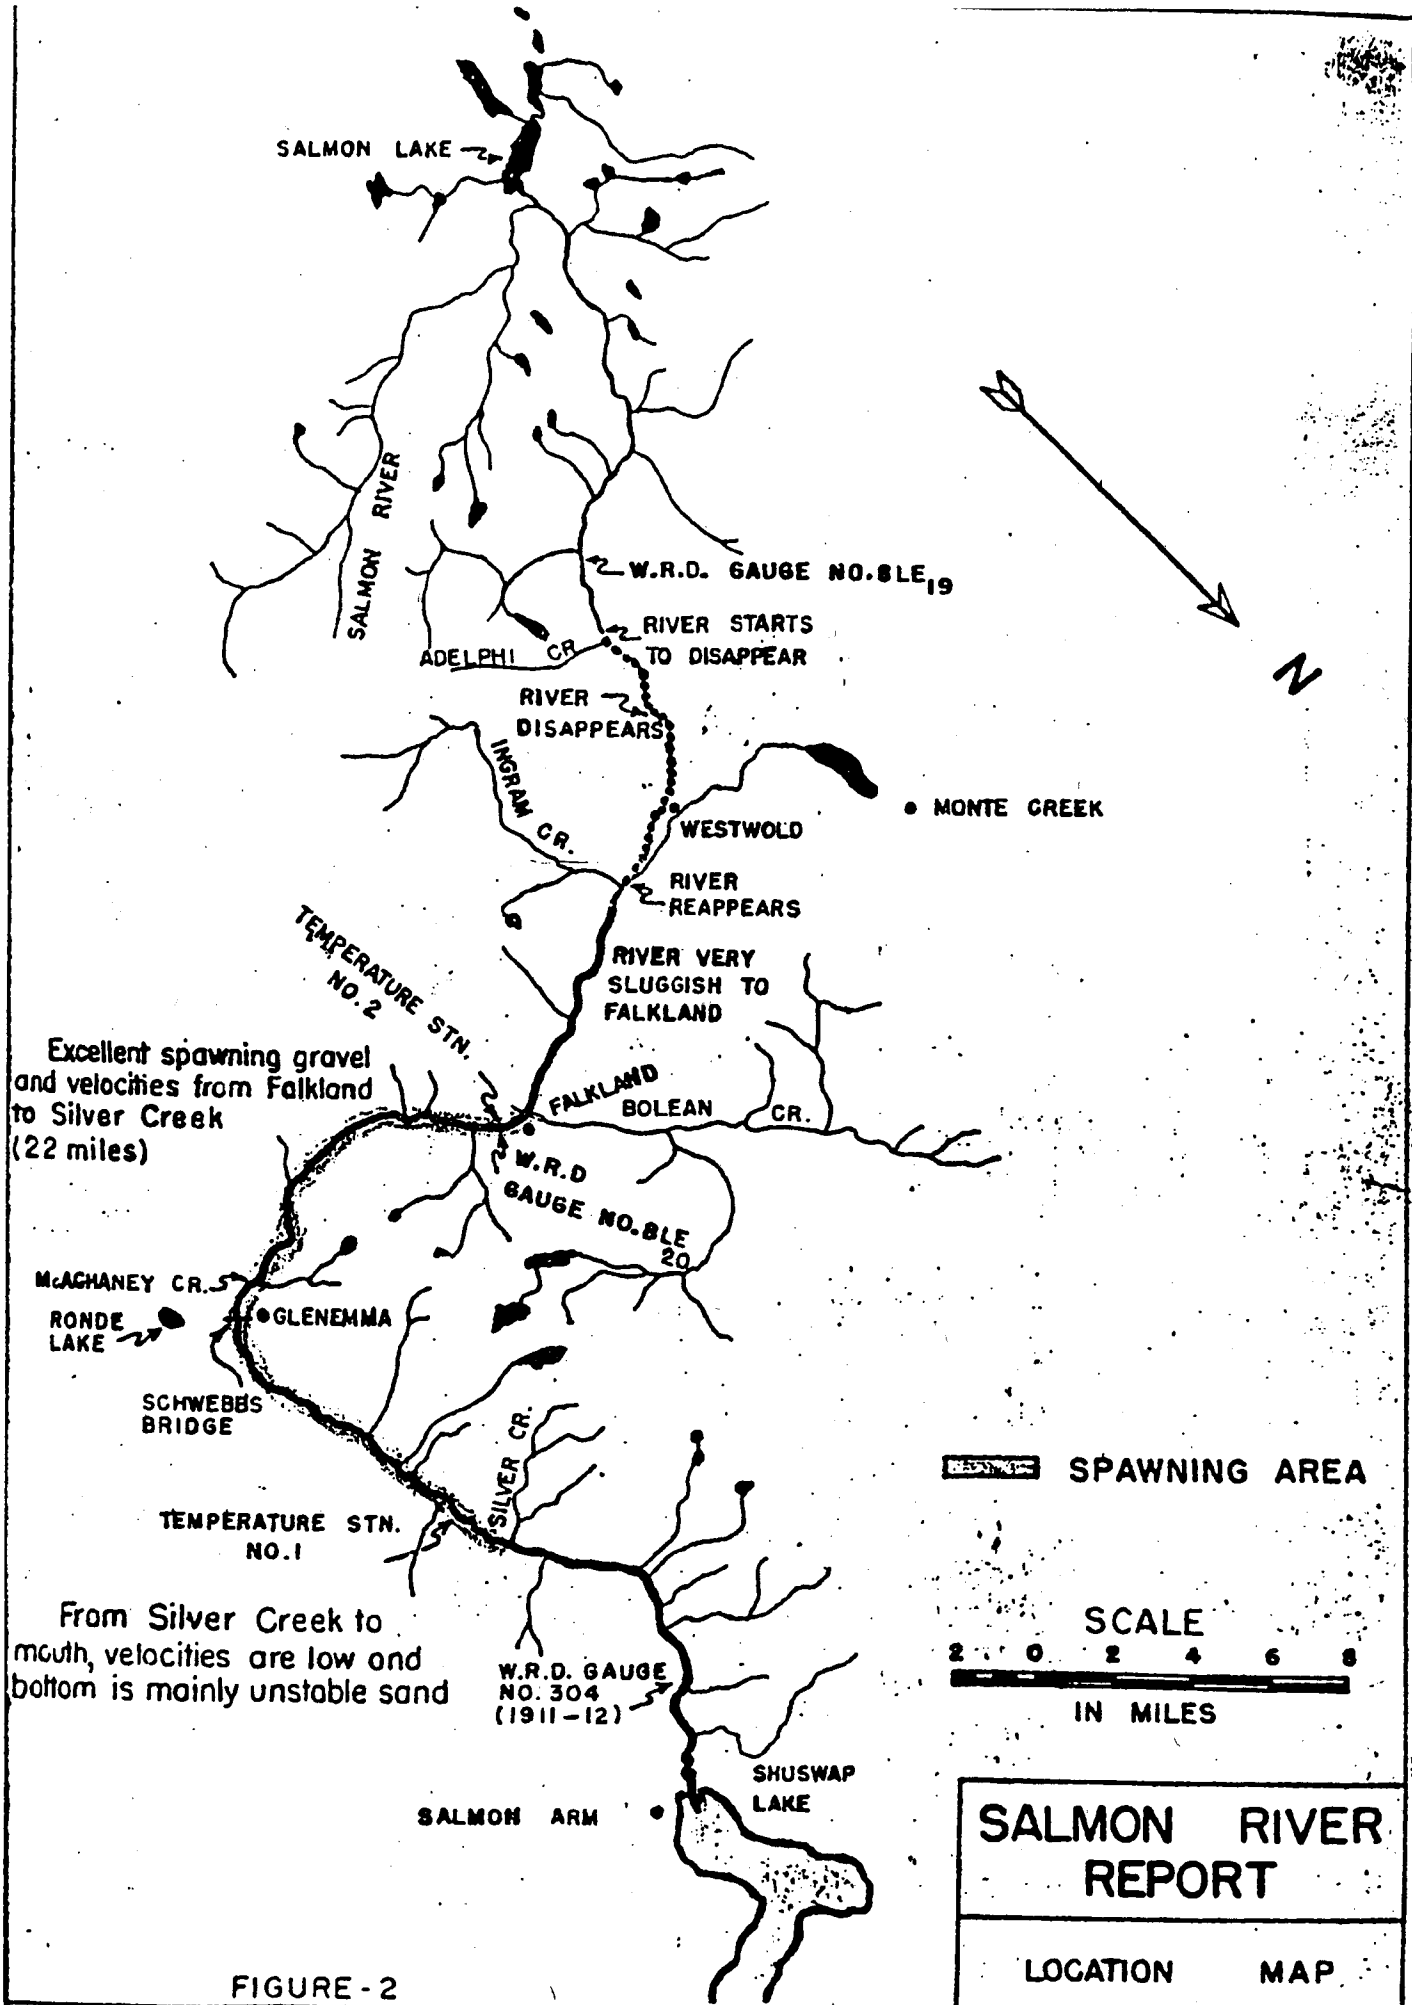 SALMON LAKE
SALMON RIVER
W.R.D. GAUGE NO. 8LE 19
RIVER STARTS
TO DISAPPEAR
ADELPHI CR
RIVER
DISAPPEARS
N
INGRAM CR.
MONTE CREEK
WESTWOLD
RIVER
REAPPEARS
TEMPERATURE STN.
NO. 2
RIVER VERY
SLUGGISH TO
FALKLAND
Excellent spawning gravel
and velocities from Falkland
to Silver Creek
(22 miles)
FALKLAND
BOLEAN CR.
W.R.D
GAUGE NO. 8LE
20
McAGHANEY CR.
RONDE
LAKE
GLENEMMA
SCHWEBBS
BRIDGE
SILVER CR.
SPAWNING AREA
TEMPERATURE STN.
NO. 1
From Silver Creek to
mouth, velocities are low and
bottom is mainly unstable sand
SCALE
2 0 2 4 6 8
IN MILES
W.R.D. GAUGE
NO. 304
(1911-12)
SHUSWAP
LAKE
SALMON ARM
SALMON RIVER
REPORT
LOCATION MAP
FIGURE - 2